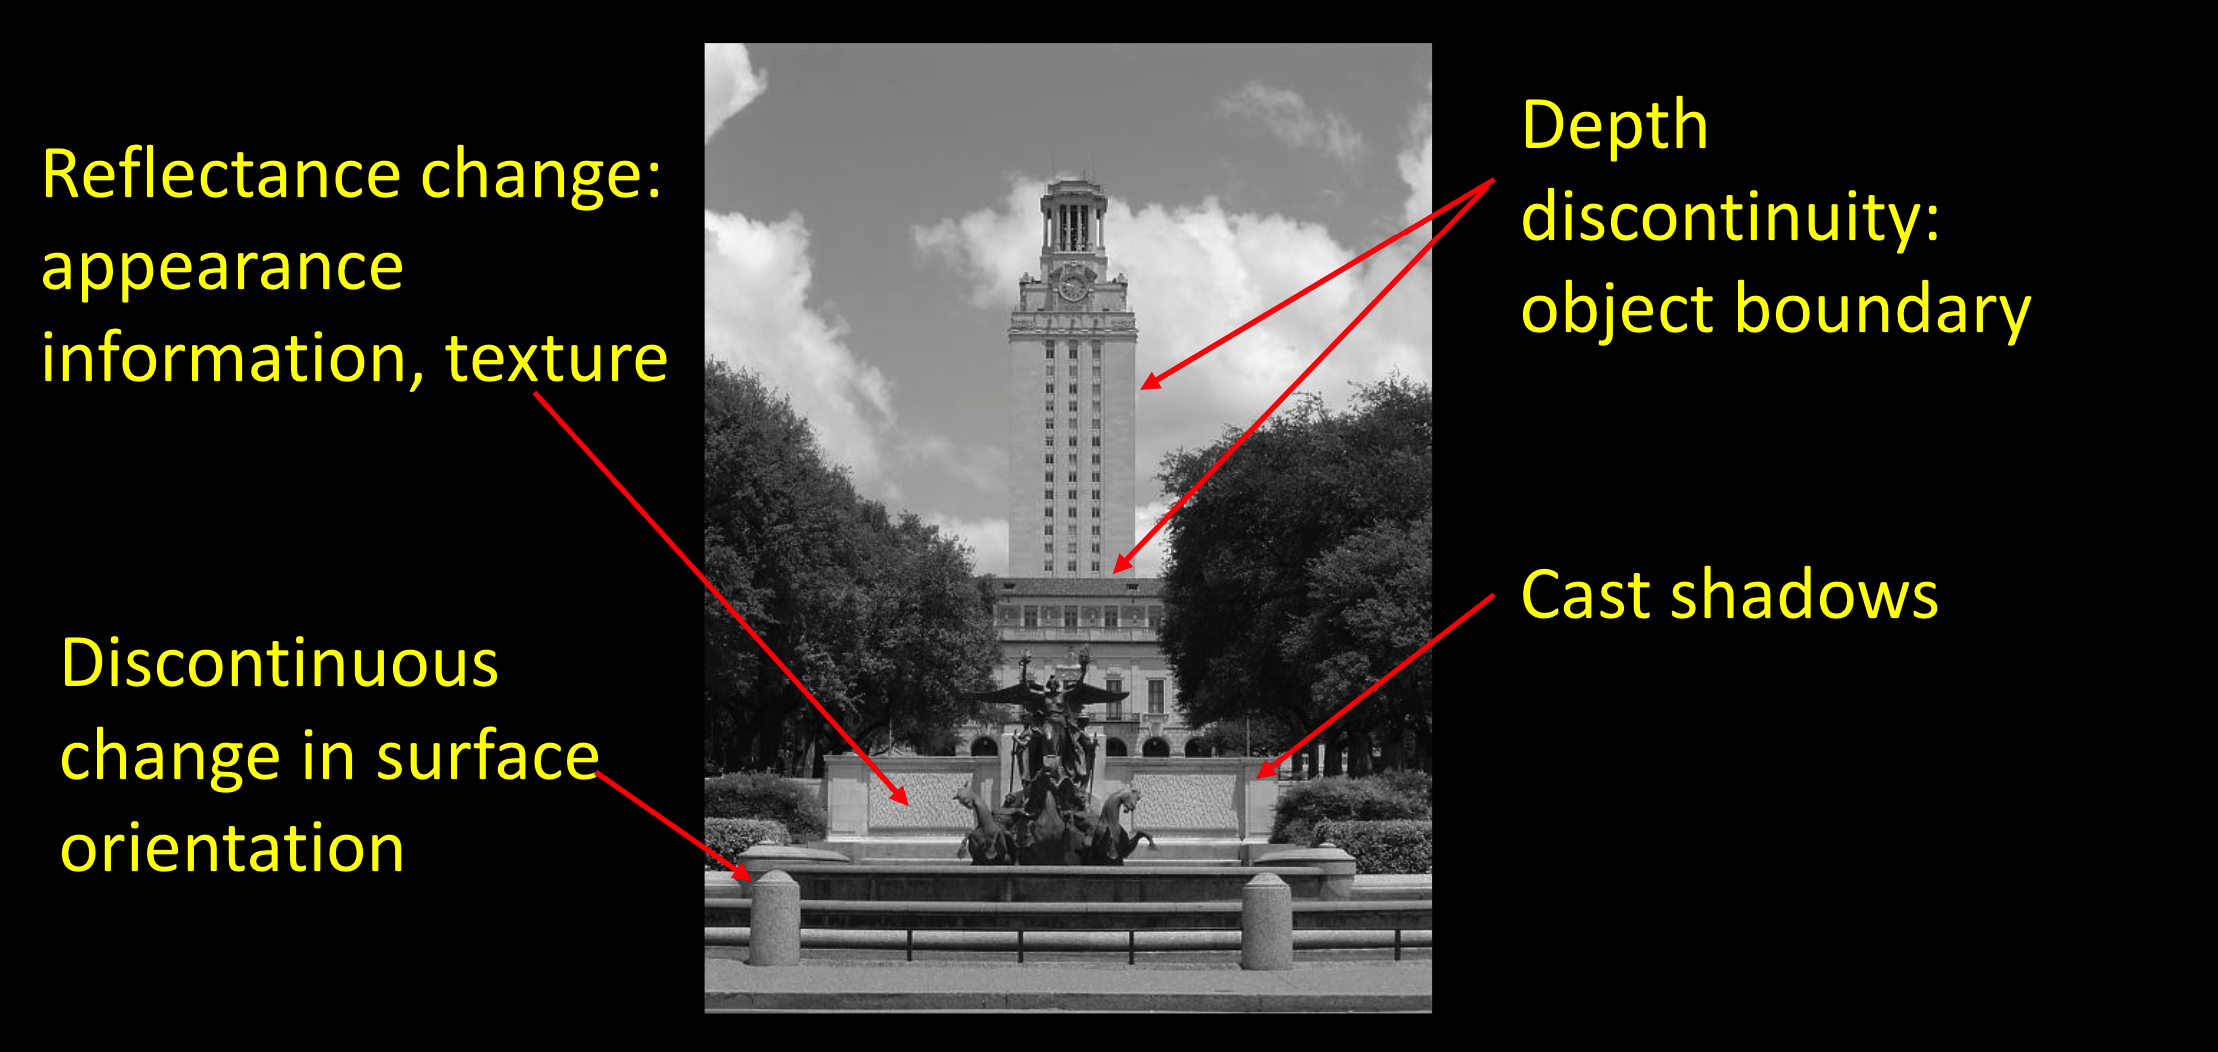 Reflectance change:
appearance
information, texture
Discontinuous
change in surface
orientation
Depth
discontinuity:
object boundary
Cast shadows